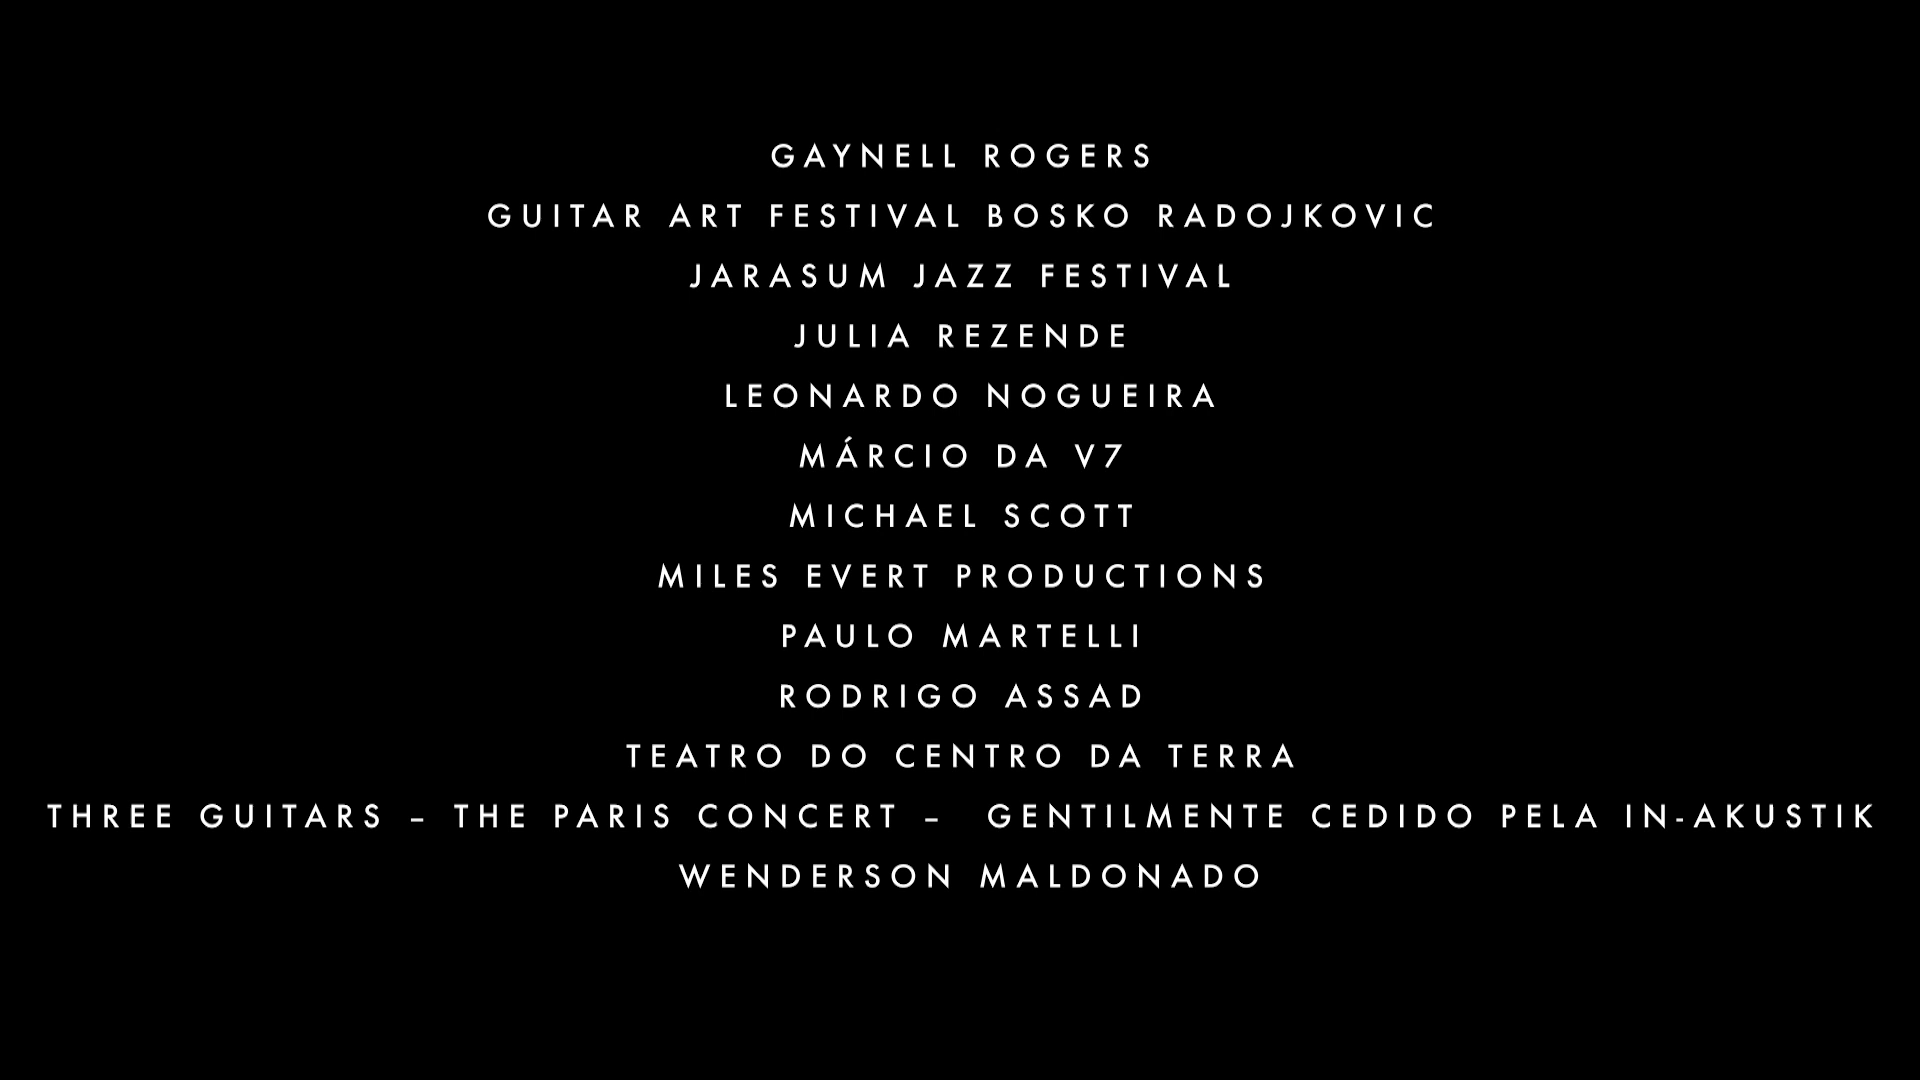 GAYNELL ROGERS
GUITAR ART FESTIVAL BOSKO RADOJKOVIC
JARASUM JAZZ FESTIVAL
JULIA REZENDE
LEONARDO NOGUEIRA
MÁRCIO DA V7
MICHAEL SCOTT
MILES EVERT PRODUCTIONS
PAULO MARTELLI
RODRIGO ASSAD
TEATRO DO CENTRO DA TERRA
THREE GUITARS – THE PARIS CONCERT – GENTILMENTE CEDIDO PELA IN-AKUSTIK
WENDERSON MALDONADO